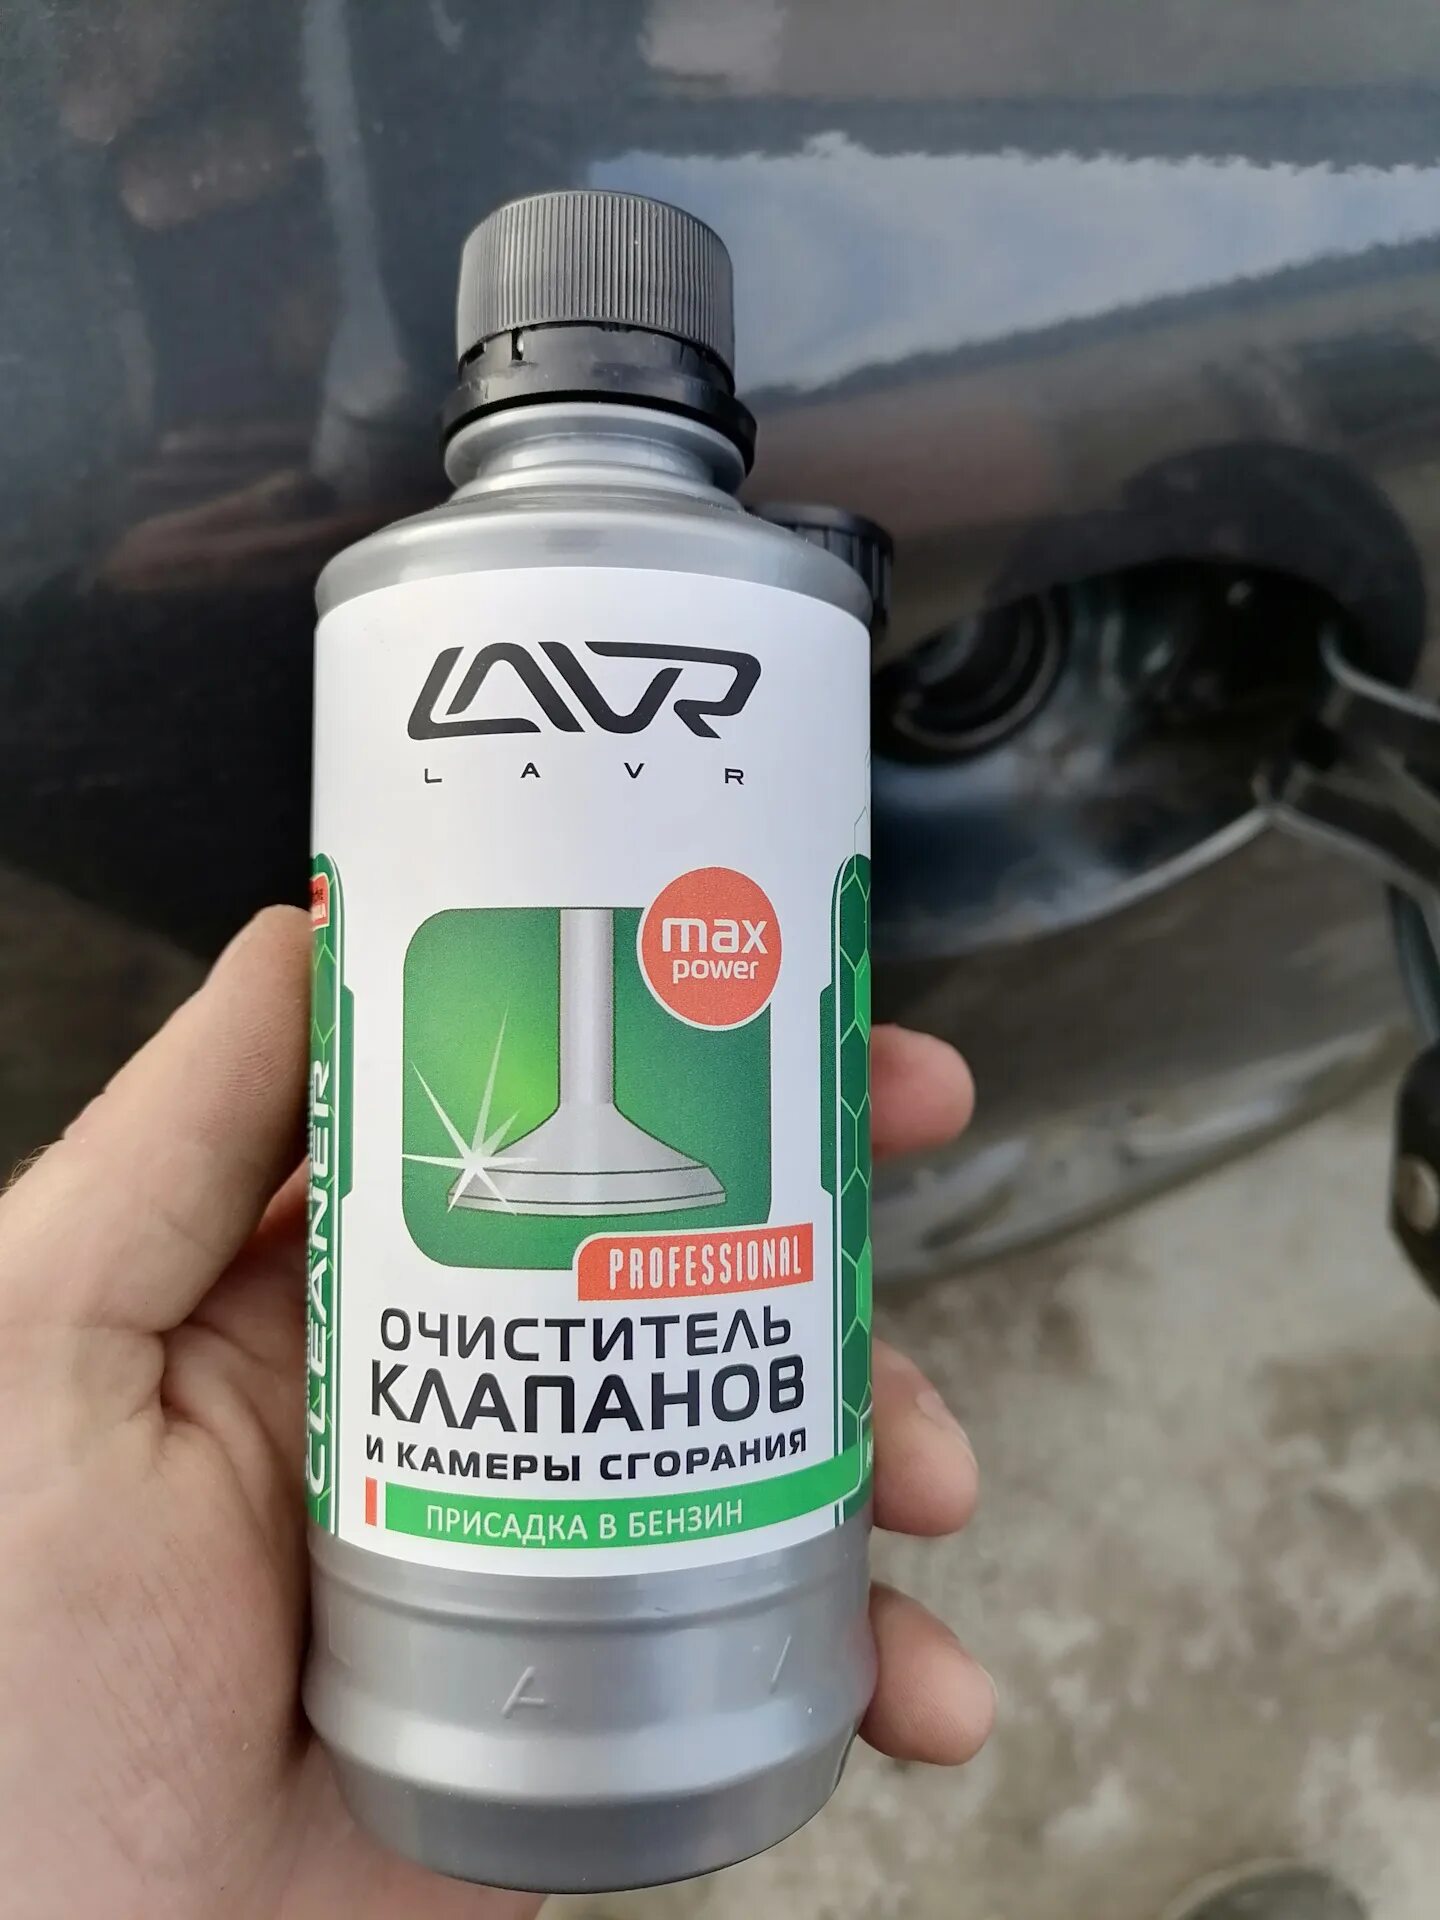 LAVR
L A V R
max
power
PROFESSIONAL
ОЧИСТИТЕЛЬ
КЛАПАНОВ
И КАМЕРЫ СГОРАНИЯ
ПРИСАДКА В БЕНЗИН
CLEANER